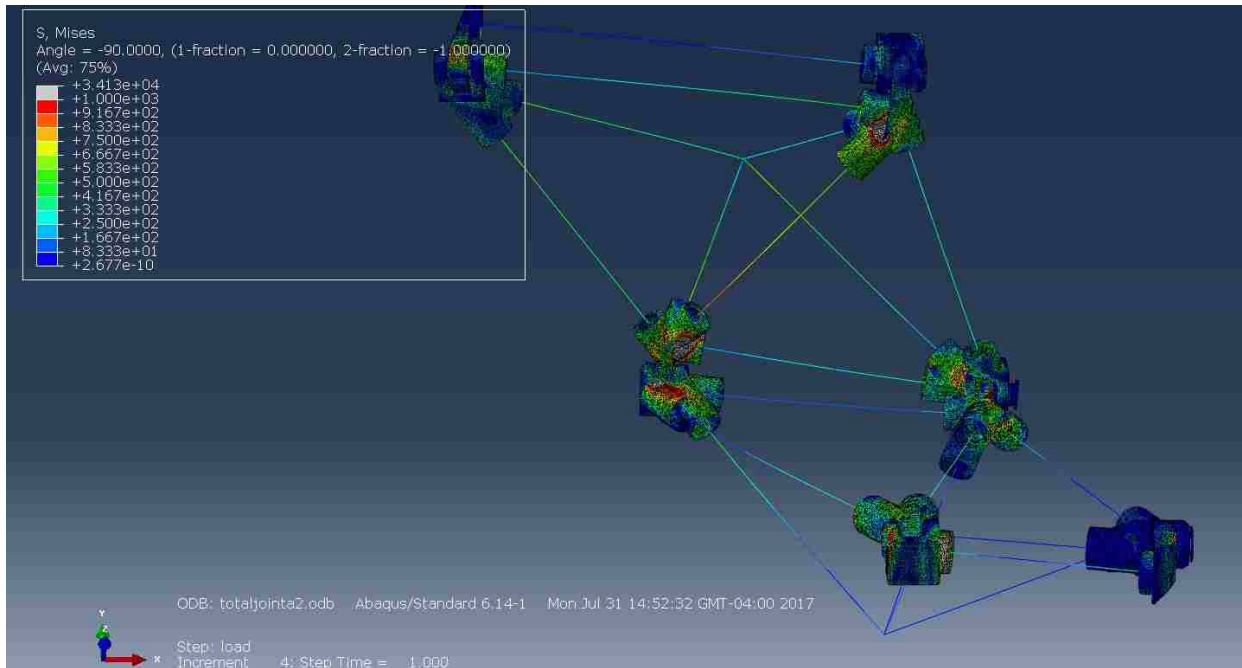 S, Mises
Angle = -90.0000, (1-fraction = 0.000000, 2-fraction = -1.000000)
(Avg: 75%)
+3.413e+04
+1.000e+03
+9.167e+02
+8.333e+02
+7.500e+02
+6.667e+02
+5.833e+02
+5.000e+02
+4.167e+02
+3.333e+02
+2.500e+02
+1.667e+02
+8.333e+01
+2.677e-10
ODB: totaljointa2.odb Abaqus/Standard 6.14-1 Mon Jul 31 14:52:32 GMT-04:00 2017
Y
Z
X
Step: load
Increment 4: Step Time = 1.000